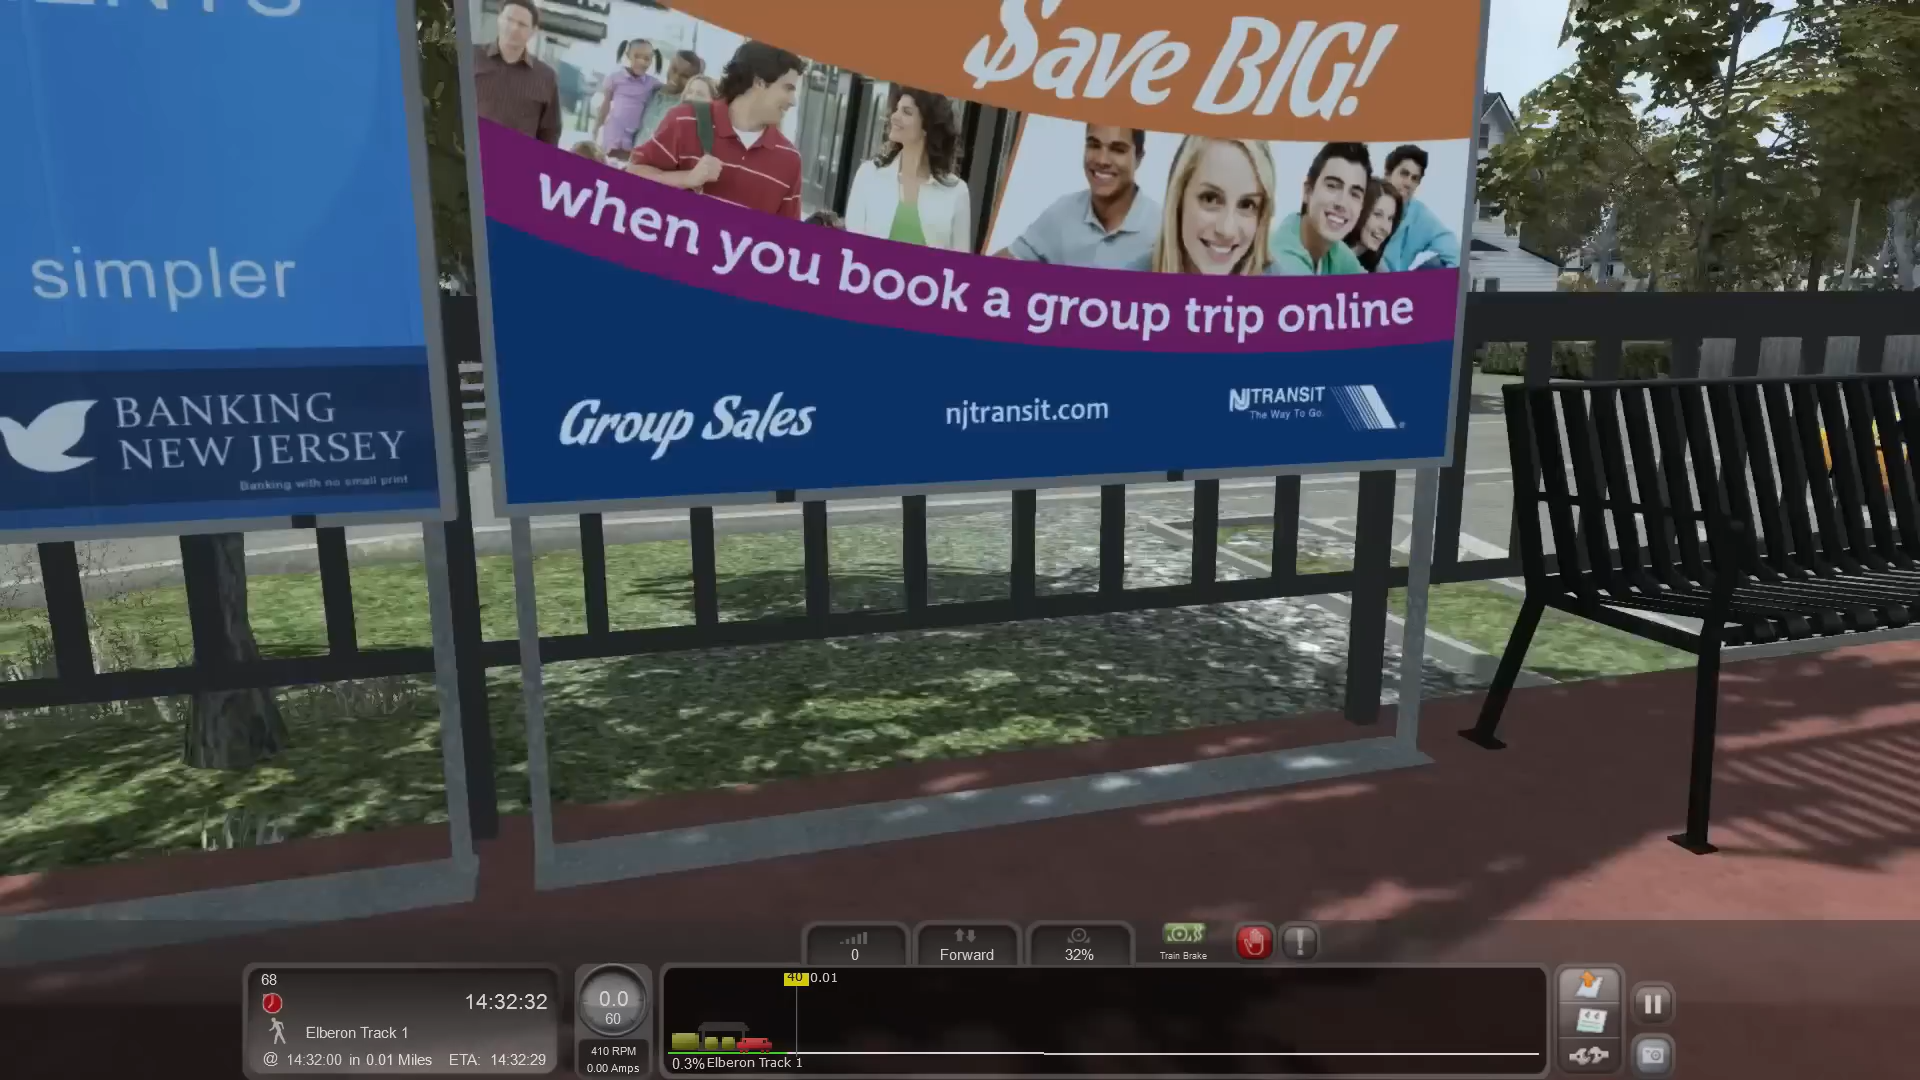 $ave BIG!
simpler
when you book a group trip online
BANKING
NEW JERSEY
Banking with no small print
Group Sales
njtransit.com
NJTRANSIT
The Way To Go.
0
Forward
32%
Train Brake
68
14:32:32
Elberon Track 1
@ 14:32:00 in 0.01 Miles ETA: 14:32:29
0.0
60
410 RPM
0.00 Amps
40 0.01
0.3% Elberon Track 1